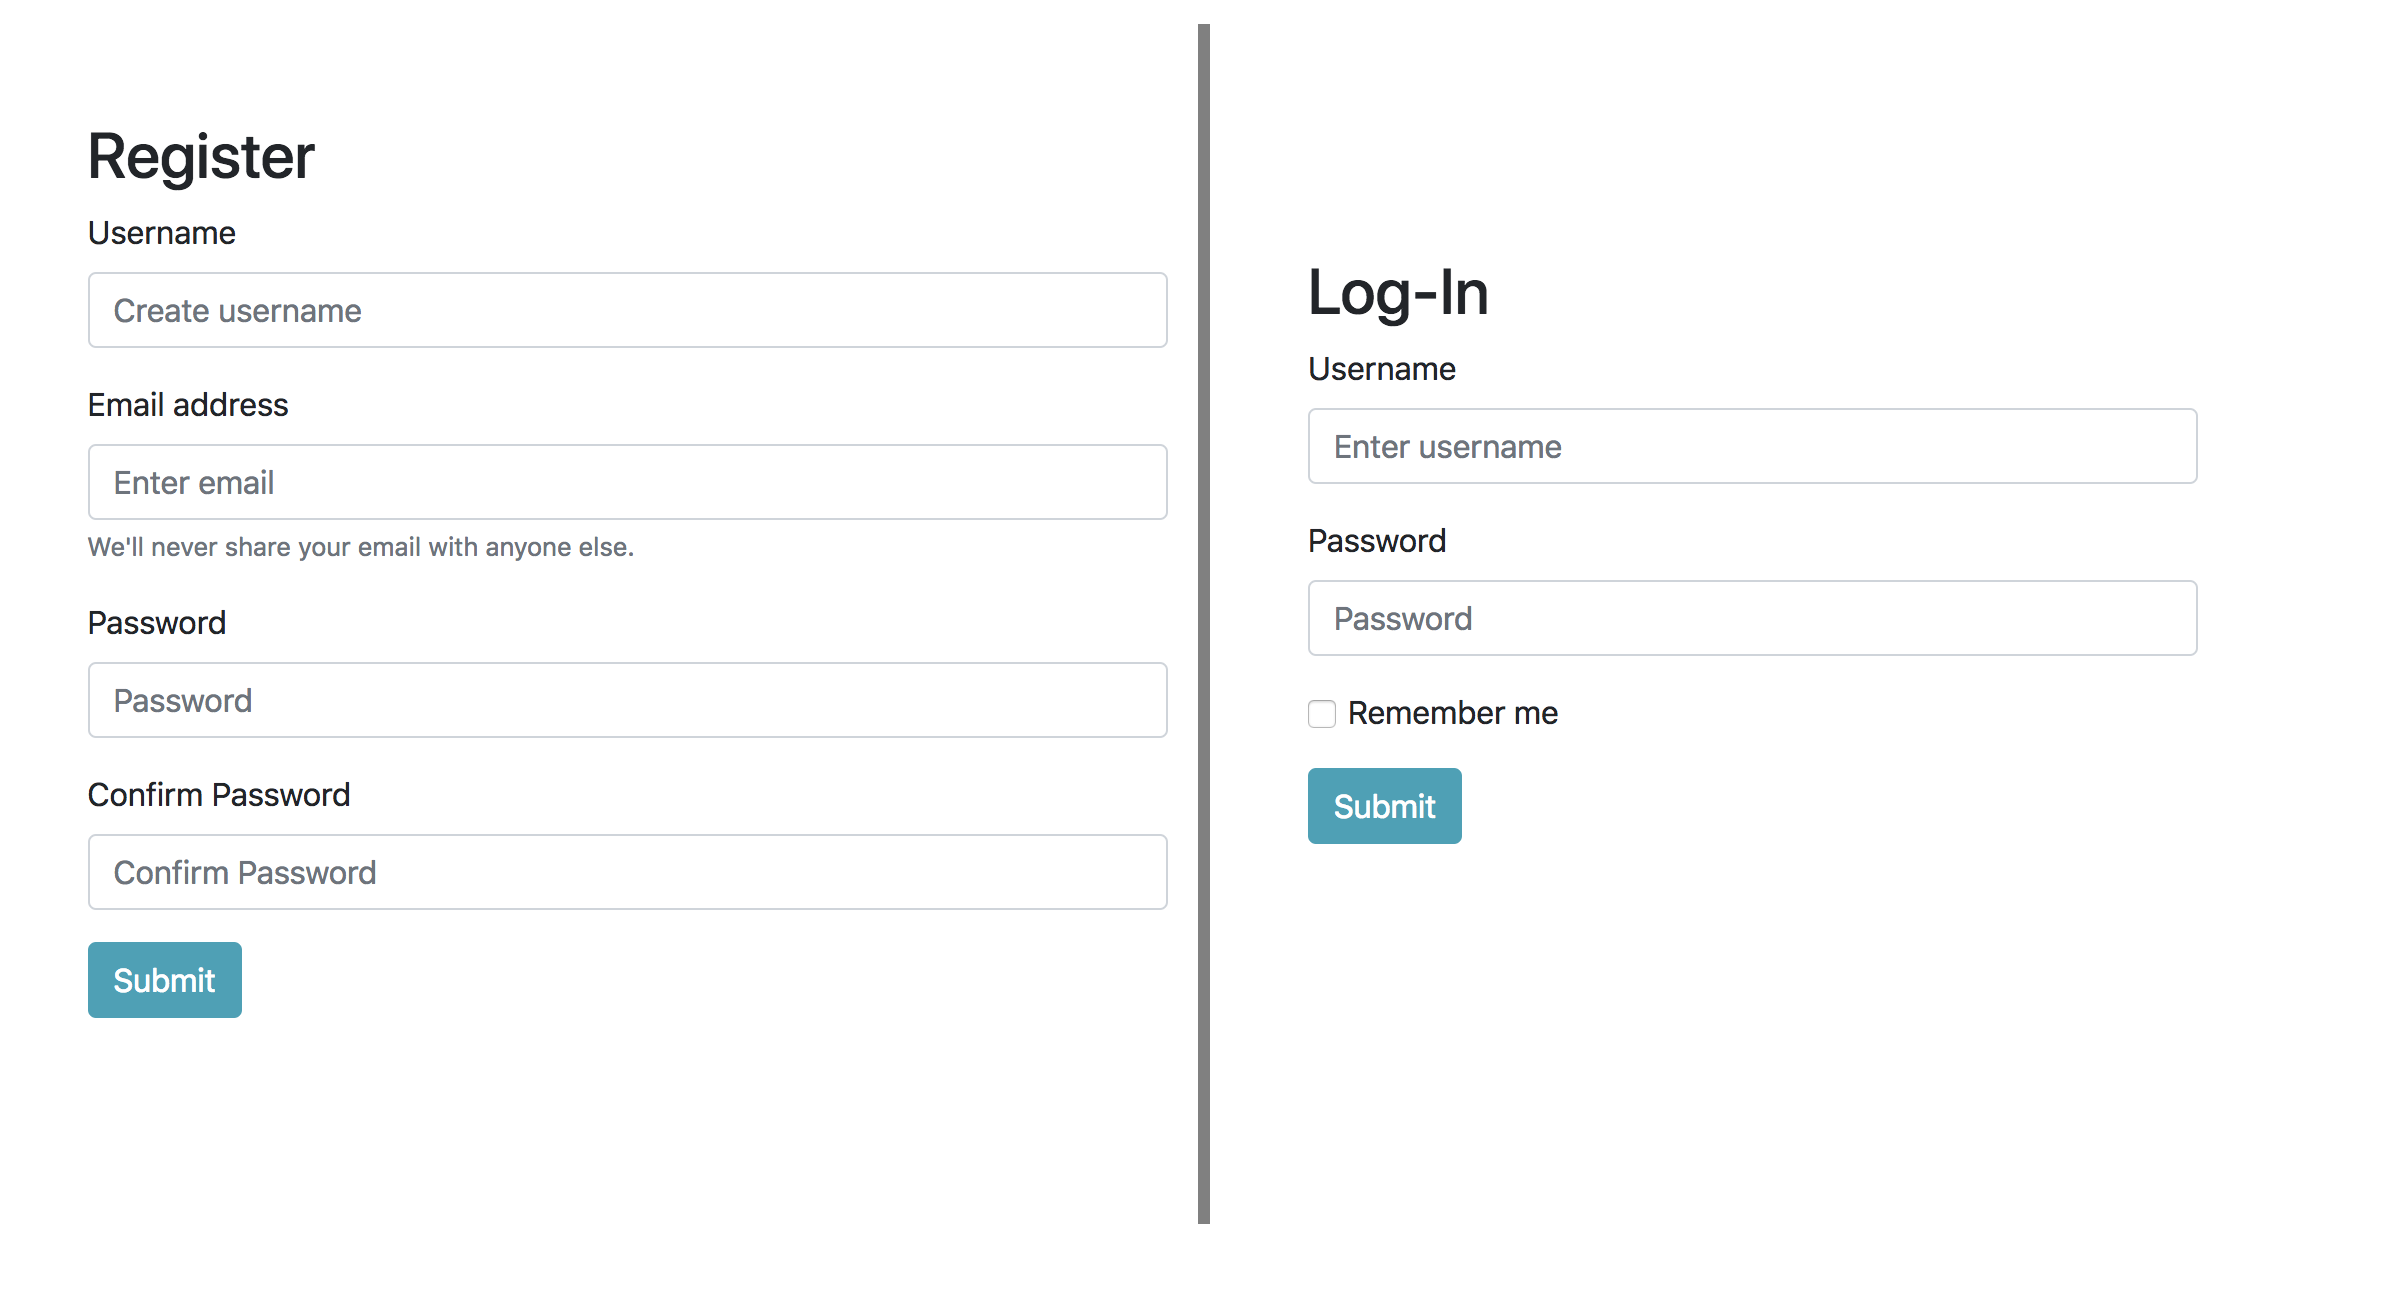 Register
Username
Create username
Email address
Enter email
We'll never share your email with anyone else.
Password
Password
Confirm Password
Confirm Password
Submit
Log-In
Username
Enter username
Password
Password
Remember me
Submit